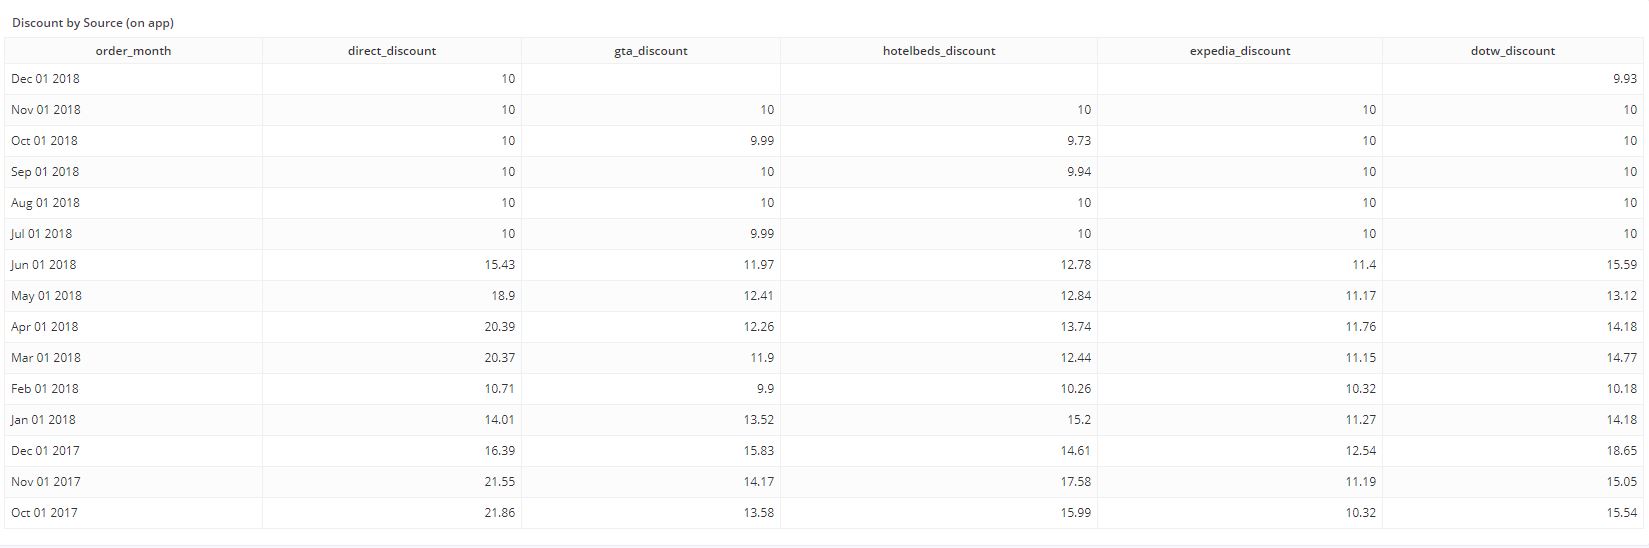 Discount by Source (on app)
order_month direct_discount gta_discount hotelbeds_discount expedia_discount dotw_discount
Dec 01 2018 10 9.93
Nov 01 2018 10 10 10 10 10
Oct 01 2018 10 9.99 9.73 10 10
Sep 01 2018 10 10 9.94 10 10
Aug 01 2018 10 10 10 10 10
Jul 01 2018 10 9.99 10 10 10
Jun 01 2018 15.43 11.97 12.78 11.4 15.59
May 01 2018 18.9 12.41 12.84 11.17 13.12
Apr 01 2018 20.39 12.26 13.74 11.76 14.18
Mar 01 2018 20.37 11.9 12.44 11.15 14.77
Feb 01 2018 10.71 9.9 10.26 10.32 10.18
Jan 01 2018 14.01 13.52 15.2 11.27 14.18
Dec 01 2017 16.39 15.83 14.61 12.54 18.65
Nov 01 2017 21.55 14.17 17.58 11.19 15.05
Oct 01 2017 21.86 13.58 15.99 10.32 15.54